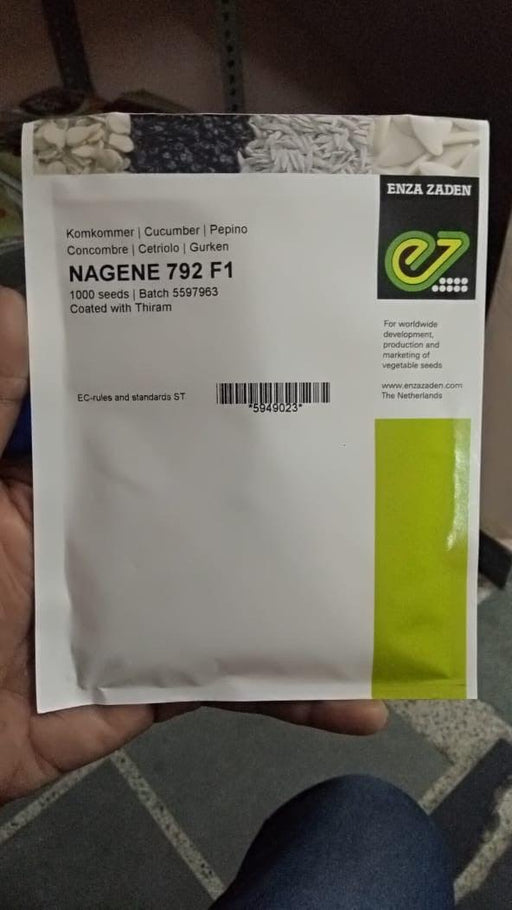 ENZA ZADEN
Komkommer | Cucumber | Pepino
Concombre | Cetriolo | Gurken
NAGENE 792 F1
1000 seeds | Batch 5597963
Coated with Thiram
For worldwide
development,
production and
marketing of
vegetable seeds
www.enzazaden.com
The Netherlands
EC-rules and standards ST
*5949023*